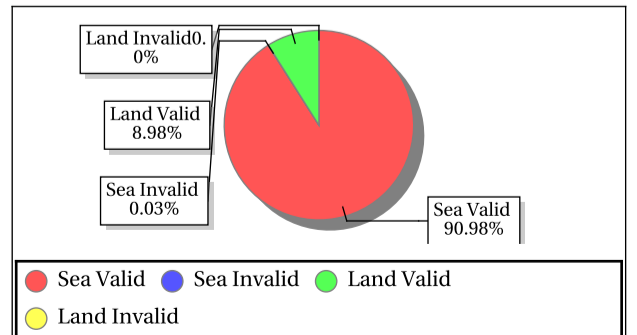 Land Invalid0.
0%
Land Valid
8.98%
Sea Invalid
0.03%
Sea Valid
90.98%
Sea Valid Sea Invalid Land Valid
Land Invalid